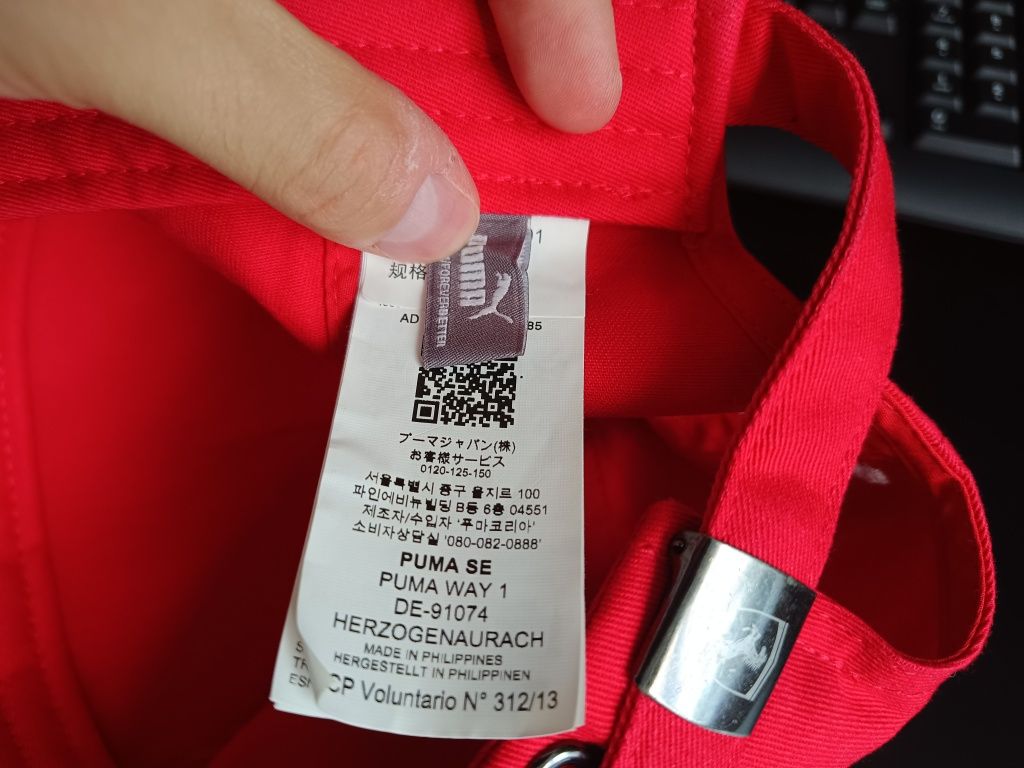 1
规格
PUMA
FOREVERBETTER
AD
85
プーマジャパン(株)
お客様サービス
0120-125-150
서울특별시 중구 을지로 100
파인에비뉴빌딩 B동 6층 04551
제조자/수입자 '푸마코리아'
소비자상담실 '080-082-0888'
PUMA SE
PUMA WAY 1
DE-91074
HERZOGENAURACH
MADE IN PHILIPPINES
HERGESTELLT IN PHILIPPINEN
CP Voluntario N° 312/13